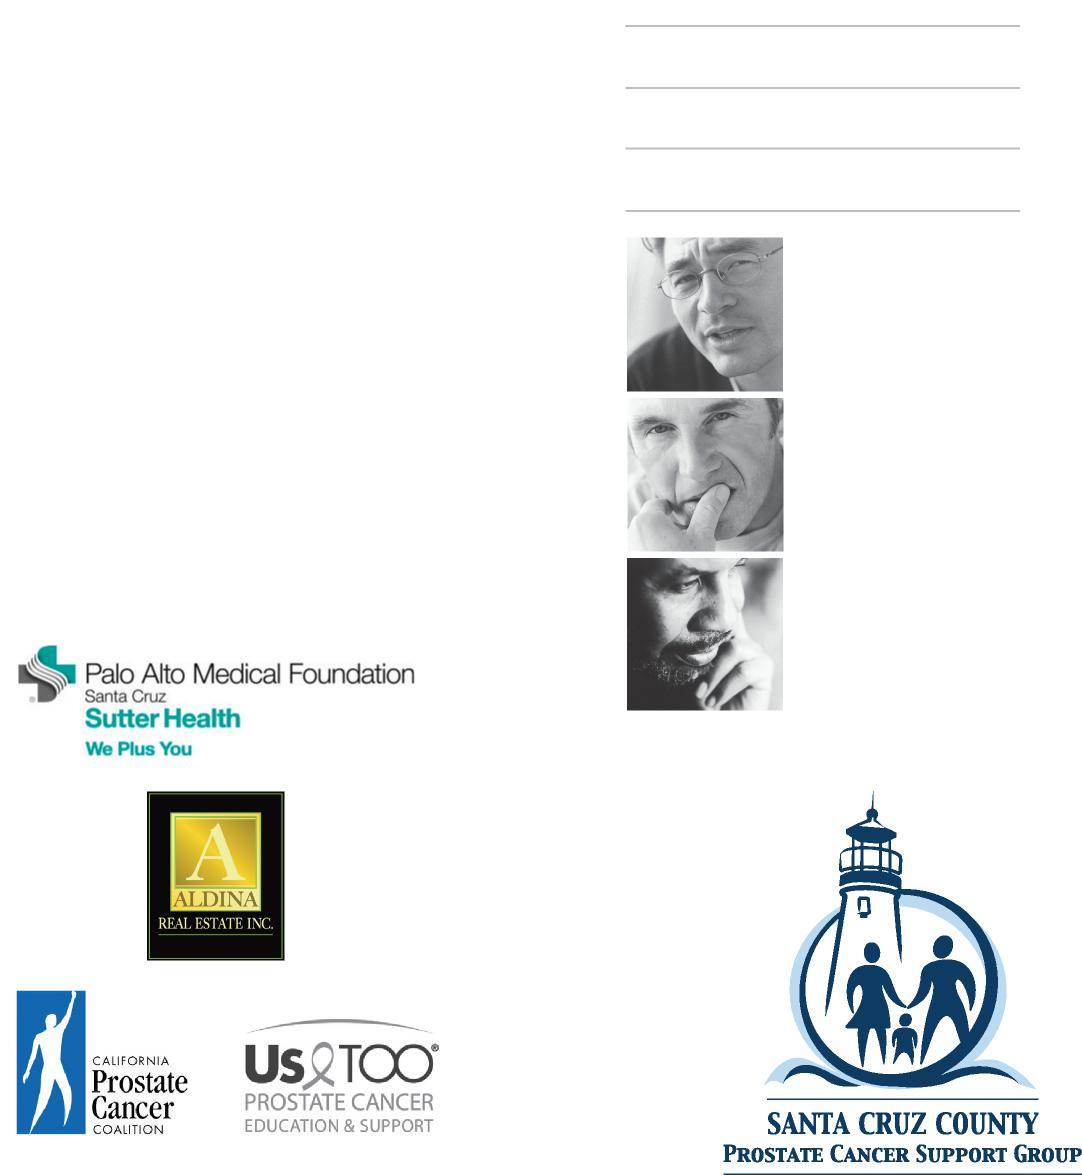 Palo Alto Medical Foundation
Santa Cruz
Sutter Health
We Plus You
®
A
ALDINA
REAL ESTATE INC.
CALIFORNIA
Prostate
Cancer
COALITION
Us TOO®
PROSTATE CANCER
EDUCATION & SUPPORT
SANTA CRUZ COUNTY
PROSTATE CANCER SUPPORT GROUP